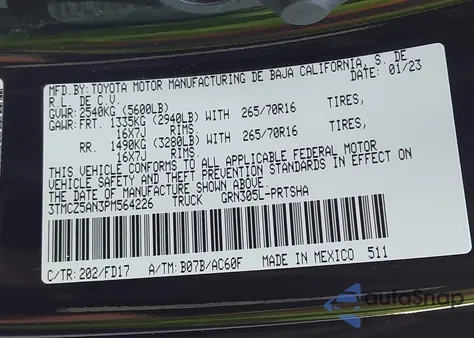 MFD.BY:TOYOTA MOTOR MANUFACTURING DE BAJA CALIFORNIA, S. DE
R.L. DE C.V. DATE: 01/23
GVWR: 2540KG (5600LB)
GAWR:FRT. 1335KG (2940LB) WITH 265/70R16 TIRES,
16X7J RIMS
RR. 1490KG (3280LB) WITH 265/70R16 TIRES,
16X7J RIMS
THIS VEHICLE CONFORMS TO ALL APPLICABLE FEDERAL MOTOR
VEHICLE SAFETY AND THEFT PREVENTION STANDARDS IN EFFECT ON
THE DATE OF MANUFACTURE SHOWN ABOVE.
3TMCZ5AN3PM564226 TRUCK GRN305L-PRTSHA
C/TR: 202/FD17 A/TM: B07B/AC60F MADE IN MEXICO 511
autoSnap